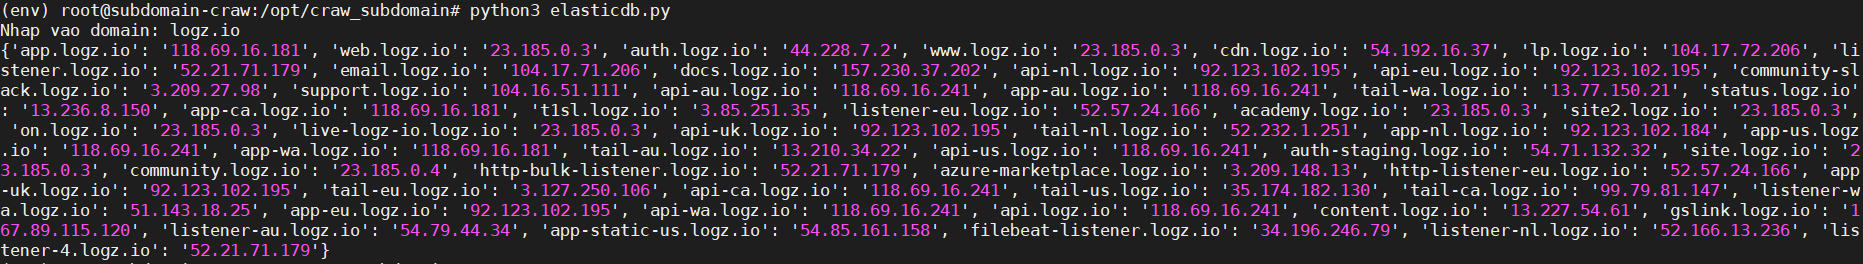 (env) root@subdomain-craw:/opt/craw_subdomain# python3 elasticdb.py
Nhap vao domain: logz.io
{'app.logz.io': '118.69.16.181', 'web.logz.io': '23.185.0.3', 'auth.logz.io': '44.228.7.2', 'www.logz.io': '23.185.0.3', 'cdn.logz.io': '54.192.16.37', 'lp.logz.io': '104.17.72.206', 'li
stener.logz.io': '52.21.71.179', 'email.logz.io': '104.17.71.206', 'docs.logz.io': '157.230.37.202', 'api-nl.logz.io': '92.123.102.195', 'api-eu.logz.io': '92.123.102.195', 'community-sl
ack.logz.io': '3.209.27.98', 'support.logz.io': '104.16.51.111', 'api-au.logz.io': '118.69.16.241', 'app-au.logz.io': '118.69.16.241', 'tail-wa.logz.io': '13.77.150.21', 'status.logz.io'
: '13.236.8.150', 'app-ca.logz.io': '118.69.16.181', 't1sl.logz.io': '3.85.251.35', 'listener-eu.logz.io': '52.57.24.166', 'academy.logz.io': '23.185.0.3', 'site2.logz.io': '23.185.0.3',
 'on.logz.io': '23.185.0.3', 'live-logz-io.logz.io': '23.185.0.3', 'api-uk.logz.io': '92.123.102.195', 'tail-nl.logz.io': '52.232.1.251', 'app-nl.logz.io': '92.123.102.184', 'app-us.logz
.io': '118.69.16.241', 'app-wa.logz.io': '118.69.16.181', 'tail-au.logz.io': '13.210.34.22', 'api-us.logz.io': '118.69.16.241', 'auth-staging.logz.io': '54.71.132.32', 'site.logz.io': '2
3.185.0.3', 'community.logz.io': '23.185.0.4', 'http-bulk-listener.logz.io': '52.21.71.179', 'azure-marketplace.logz.io': '3.209.148.13', 'http-listener-eu.logz.io': '52.57.24.166', 'app
-uk.logz.io': '92.123.102.195', 'tail-eu.logz.io': '3.127.250.106', 'api-ca.logz.io': '118.69.16.241', 'tail-us.logz.io': '35.174.182.130', 'tail-ca.logz.io': '99.79.81.147', 'listener-w
a.logz.io': '51.143.18.25', 'app-eu.logz.io': '92.123.102.195', 'api-wa.logz.io': '118.69.16.241', 'api.logz.io': '118.69.16.241', 'content.logz.io': '13.227.54.61', 'gslink.logz.io': '1
67.89.115.120', 'listener-au.logz.io': '54.79.44.34', 'app-static-us.logz.io': '54.85.161.158', 'filebeat-listener.logz.io': '34.196.246.79', 'listener-nl.logz.io': '52.166.13.236', 'lis
tener-4.logz.io': '52.21.71.179'}